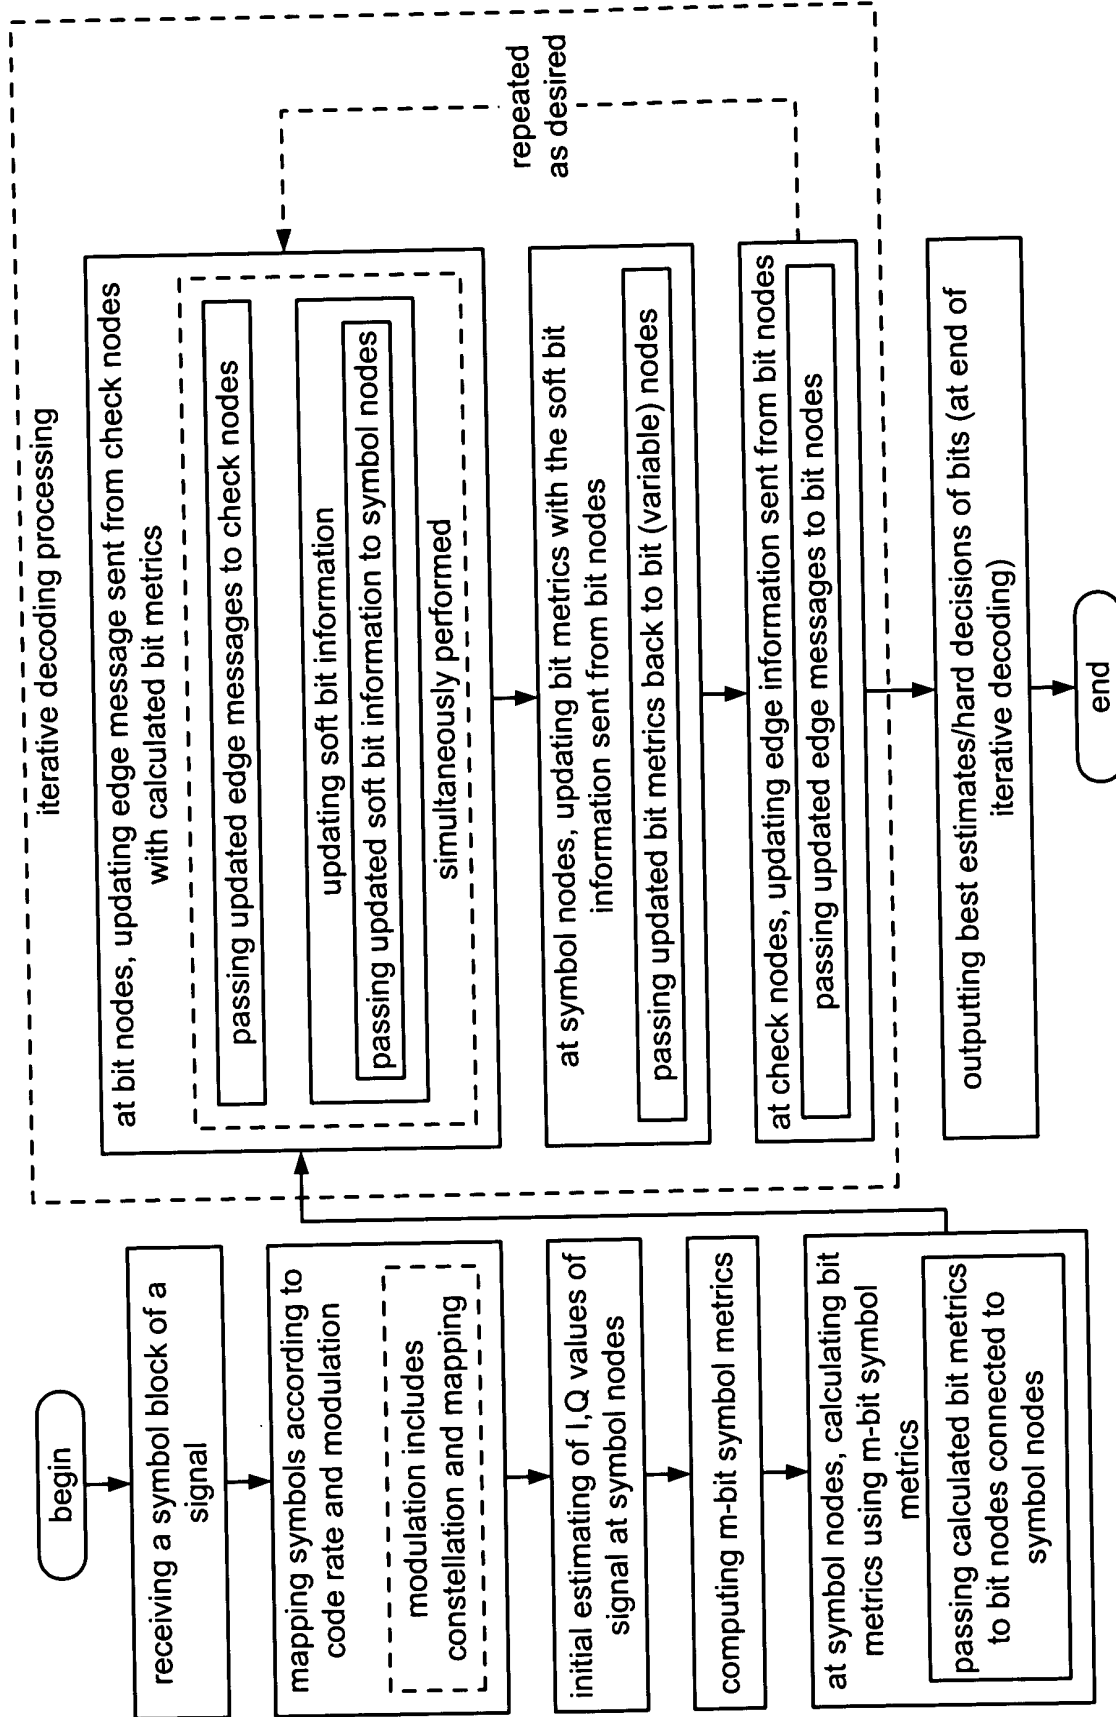 begin
receiving a symbol block of a
signal
mapping symbols according to
code rate and modulation
modulation includes
constellation and mapping
initial estimating of I,Q values of
signal at symbol nodes
computing m-bit symbol metrics
at symbol nodes, calculating bit
metrics using m-bit symbol
metrics
passing calculated bit metrics
to bit nodes connected to
symbol nodes
iterative decoding processing
at bit nodes, updating edge message sent from check nodes
with calculated bit metrics
passing updated edge messages to check nodes
updating soft bit information
passing updated soft bit information to symbol nodes
simultaneously performed
at symbol nodes, updating bit metrics with the soft bit
information sent from bit nodes
passing updated bit metrics back to bit (variable) nodes
at check nodes, updating edge information sent from bit nodes
passing updated edge messages to bit nodes
repeated
as desired
outputting best estimates/hard decisions of bits (at end of
iterative decoding)
end